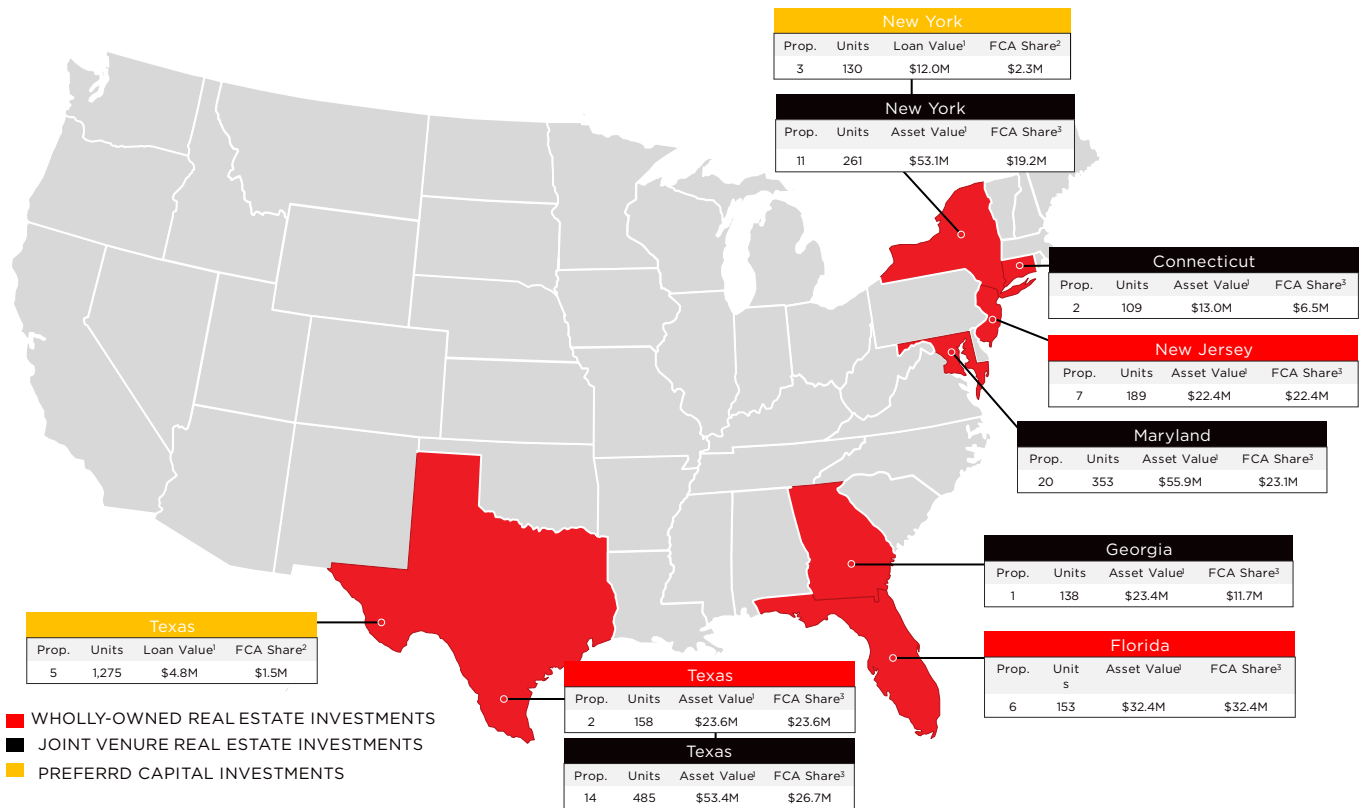 New York
Prop. Units Loan Value¹ FCA Share²
3 130 $12.0M $2.3M
New York
Prop. Units Asset Value¹ FCA Share³
11 261 $53.1M $19.2M
Connecticut
Prop. Units Asset Value¹ FCA Share³
2 109 $13.0M $6.5M
New Jersey
Prop. Units Asset Value¹ FCA Share³
7 189 $22.4M $22.4M
Maryland
Prop. Units Asset Value¹ FCA Share³
20 353 $55.9M $23.1M
Georgia
Prop. Units Asset Value¹ FCA Share³
1 138 $23.4M $11.7M
Florida
Prop. Unit Asset Value¹ FCA Share³
s
6 153 $32.4M $32.4M
Texas
Prop. Units Loan Value¹ FCA Share²
5 1,275 $4.8M $1.5M
Texas
Prop. Units Asset Value¹ FCA Share³
2 158 $23.6M $23.6M
Texas
Prop. Units Asset Value¹ FCA Share³
14 485 $53.4M $26.7M
WHOLLY-OWNED REAL ESTATE INVESTMENTS
JOINT VENURE REAL ESTATE INVESTMENTS
PREFERRD CAPITAL INVESTMENTS